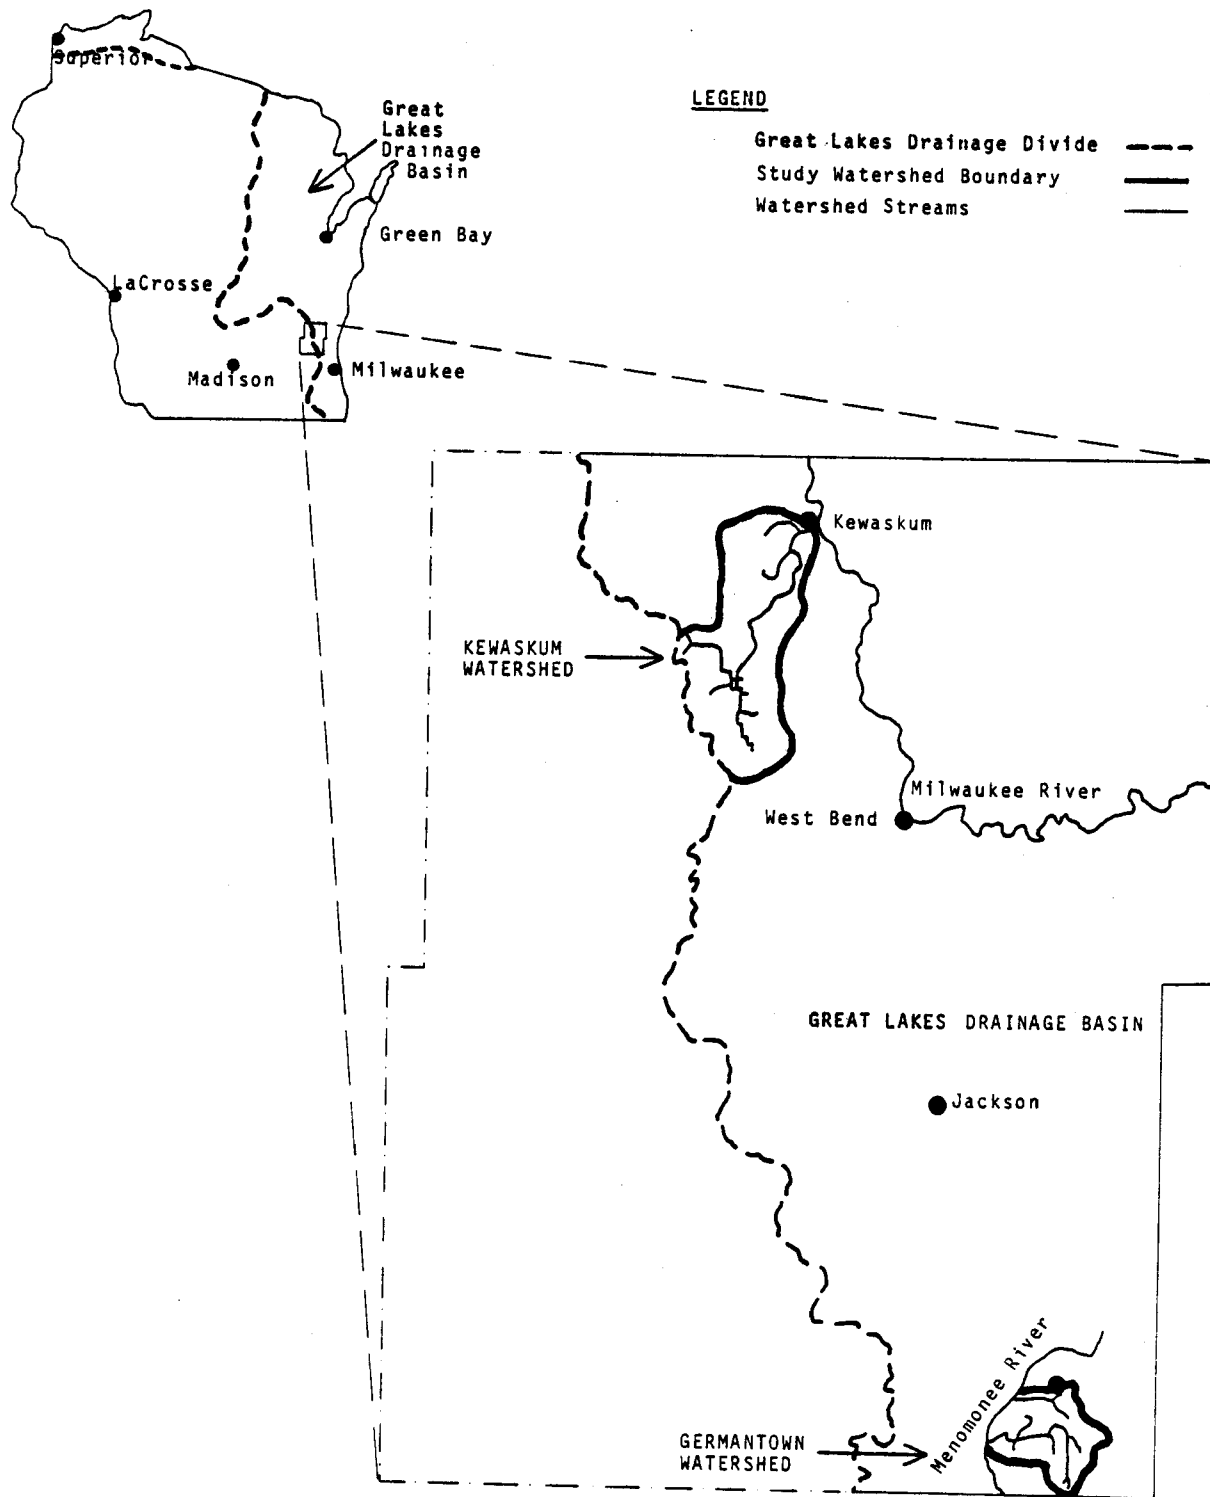 Superior
Great
Lakes
Drainage
Basin
Green Bay
LaCrosse
Madison
Milwaukee
LEGEND
Great Lakes Drainage Divide
Study Watershed Boundary
Watershed Streams
Kewaskum
KEWASKUM
WATERSHED
Milwaukee River
West Bend
GREAT LAKES DRAINAGE BASIN
Jackson
Menomonee River
GERMANTOWN
WATERSHED